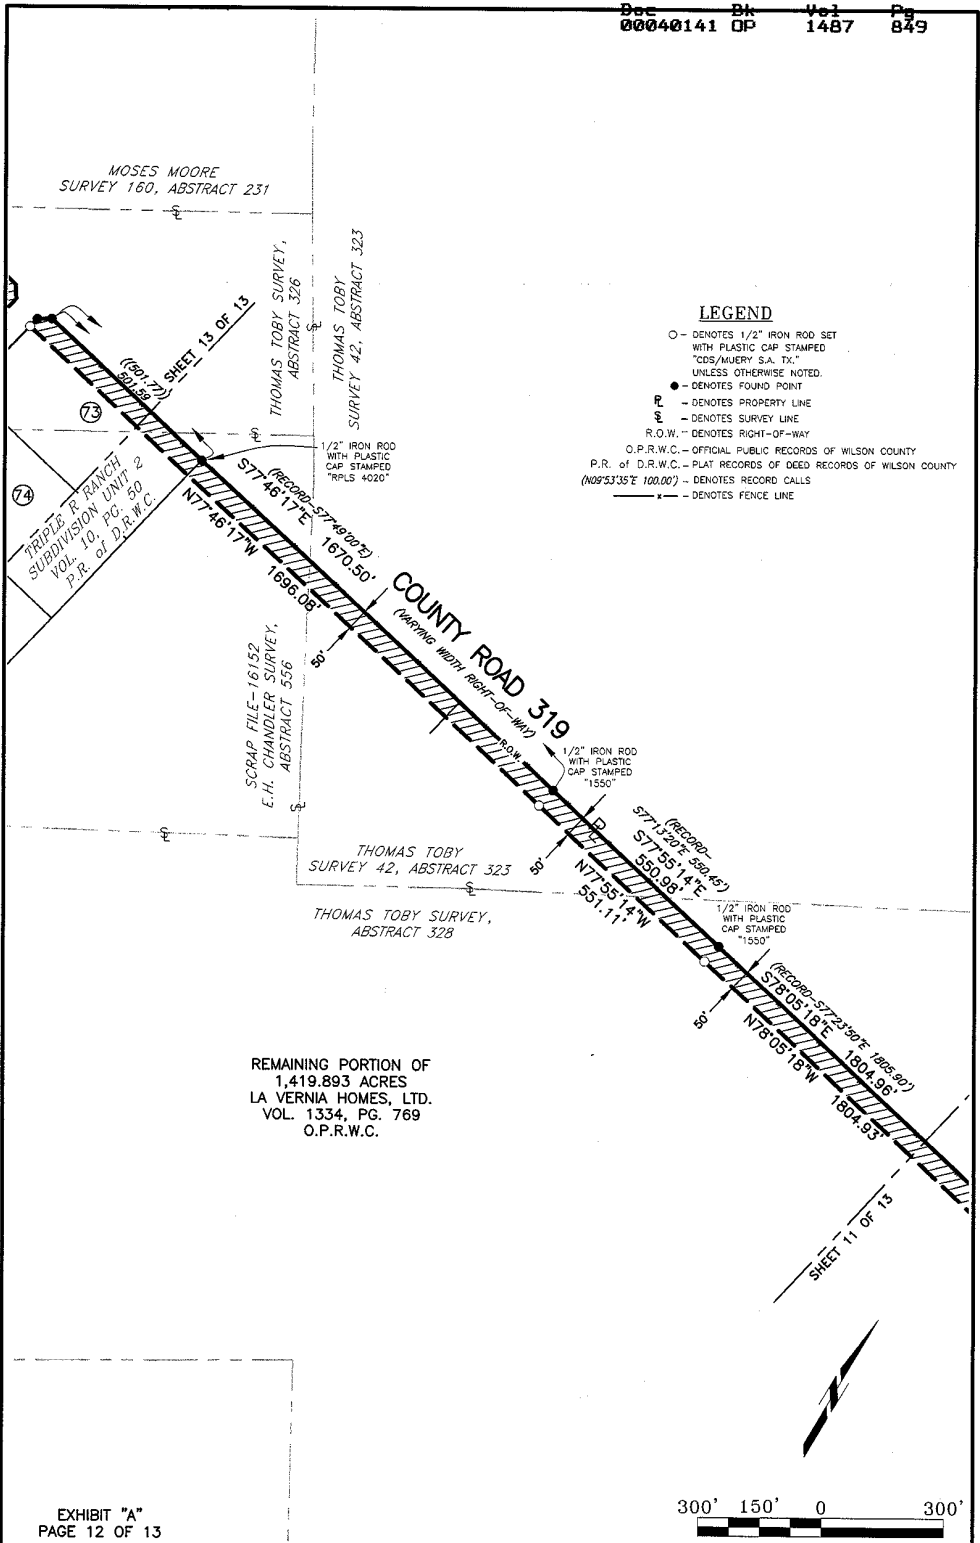 Doc Bk Vol Pg
00040141 OP 1487 849
MOSES MOORE
SURVEY 160, ABSTRACT 231
THOMAS TOBY SURVEY,
ABSTRACT 326
THOMAS TOBY
SURVEY 42, ABSTRACT 323
SHEET 13 OF 13
((501.77))
501.59
73
74
TRIPLE R RANCH
SUBDIVISION UNIT 2
VOL. 10, PG. 50
P.R. of D.R.W.C.
LEGEND
○ - DENOTES 1/2" IRON ROD SET
WITH PLASTIC CAP STAMPED
"CDS/MUERY S.A. TX."
UNLESS OTHERWISE NOTED.
● - DENOTES FOUND POINT
PL - DENOTES PROPERTY LINE
SL - DENOTES SURVEY LINE
R.O.W. - DENOTES RIGHT-OF-WAY
O.P.R.W.C. - OFFICIAL PUBLIC RECORDS OF WILSON COUNTY
P.R. of D.R.W.C. - PLAT RECORDS OF DEED RECORDS OF WILSON COUNTY
(N09°53'35"E 100.00') - DENOTES RECORD CALLS
x - DENOTES FENCE LINE
1/2" IRON ROD
WITH PLASTIC
CAP STAMPED
"RPLS 4020"
(RECORD-S77°49'00"E)
S77°46'17"E
1670.50'
N77°46'17"W
1696.08'
50'
COUNTY ROAD 319
(VARYING WIDTH RIGHT-OF-WAY)
R.O.W.
SCRAP FILE-16152
E.H. CHANDLER SURVEY,
ABSTRACT 556
1/2" IRON ROD
WITH PLASTIC
CAP STAMPED
"1550"
PL
(RECORD-
S77°13'20"E 550.45')
S77°55'14"E
550.98'
50'
N77°55'14"W
551.11'
THOMAS TOBY
SURVEY 42, ABSTRACT 323
THOMAS TOBY SURVEY,
ABSTRACT 328
1/2" IRON ROD
WITH PLASTIC
CAP STAMPED
"1550"
(RECORD-S77°23'50"E 1805.90')
S78°05'18"E
1804.96'
50'
N78°05'18"W
1804.93'
REMAINING PORTION OF
1,419.893 ACRES
LA VERNIA HOMES, LTD.
VOL. 1334, PG. 769
O.P.R.W.C.
SHEET 11 OF 13
EXHIBIT "A"
PAGE 12 OF 13
300' 150' 0 300'